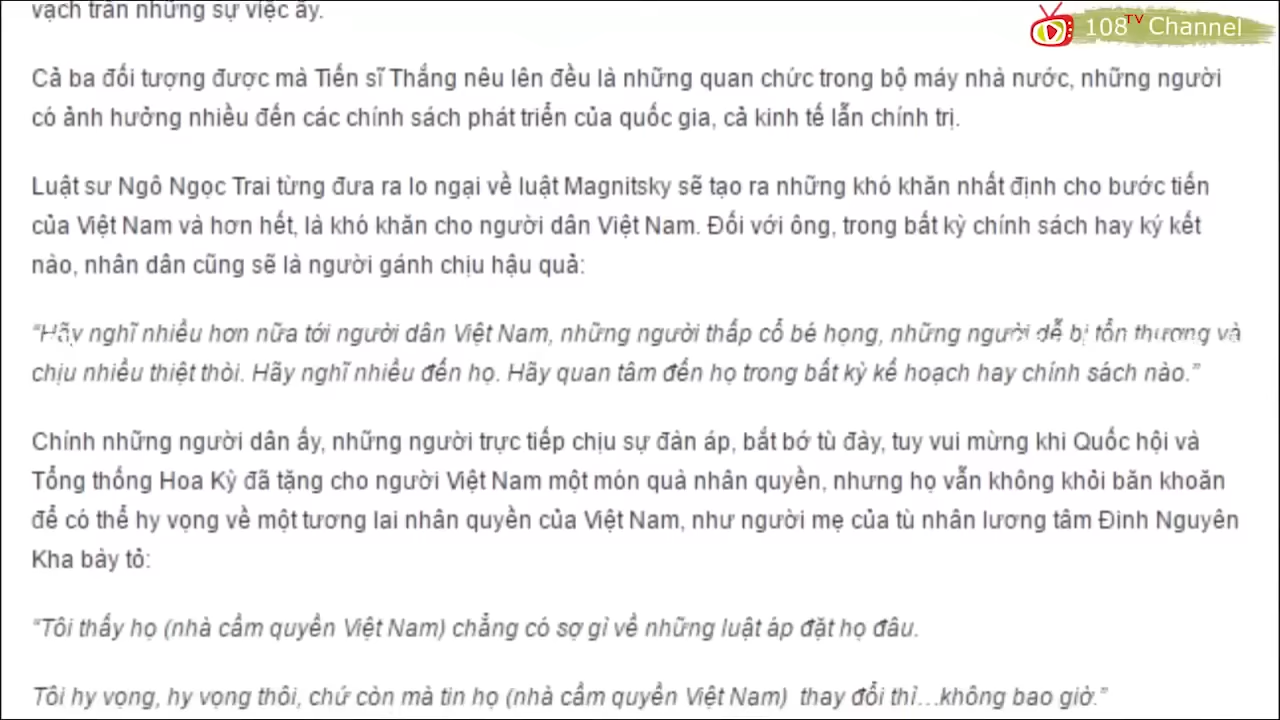 vạch trần những sự việc ấy.
108 TV Channel
Cả ba đối tượng được mà Tiến sĩ Thắng nêu lên đều là những quan chức trong bộ máy nhà nước, những người
có ảnh hưởng nhiều đến các chính sách phát triển của quốc gia, cả kinh tế lẫn chính trị.
Luật sư Ngô Ngọc Trai từng đưa ra lo ngại về luật Magnitsky sẽ tạo ra những khó khăn nhất định cho bước tiến
của Việt Nam và hơn hết, là khó khăn cho người dân Việt Nam. Đối với ông, trong bất kỳ chính sách hay ký kết
nào, nhân dân cũng sẽ là người gánh chịu hậu quả:
“Hãy nghĩ nhiều hơn nữa tới người dân Việt Nam, những người thấp cổ bé họng, những người dễ bị tổn thương và
chịu nhiều thiệt thòi. Hãy nghĩ nhiều đến họ. Hãy quan tâm đến họ trong bất kỳ kế hoạch hay chính sách nào.”
Chính những người dân ấy, những người trực tiếp chịu sự đàn áp, bắt bớ tù đày, tuy vui mừng khi Quốc hội và
Tổng thống Hoa Kỳ đã tặng cho người Việt Nam một món quà nhân quyền, nhưng họ vẫn không khỏi băn khoăn
để có thể hy vọng về một tương lai nhân quyền của Việt Nam, như người mẹ của tù nhân lương tâm Đinh Nguyên
Kha bày tỏ:
“Tôi thấy họ (nhà cầm quyền Việt Nam) chẳng có sợ gì về những luật áp đặt họ đâu.
Tôi hy vọng, hy vọng thôi, chứ còn mà tin họ (nhà cầm quyền Việt Nam) thay đổi thì...không bao giờ.”